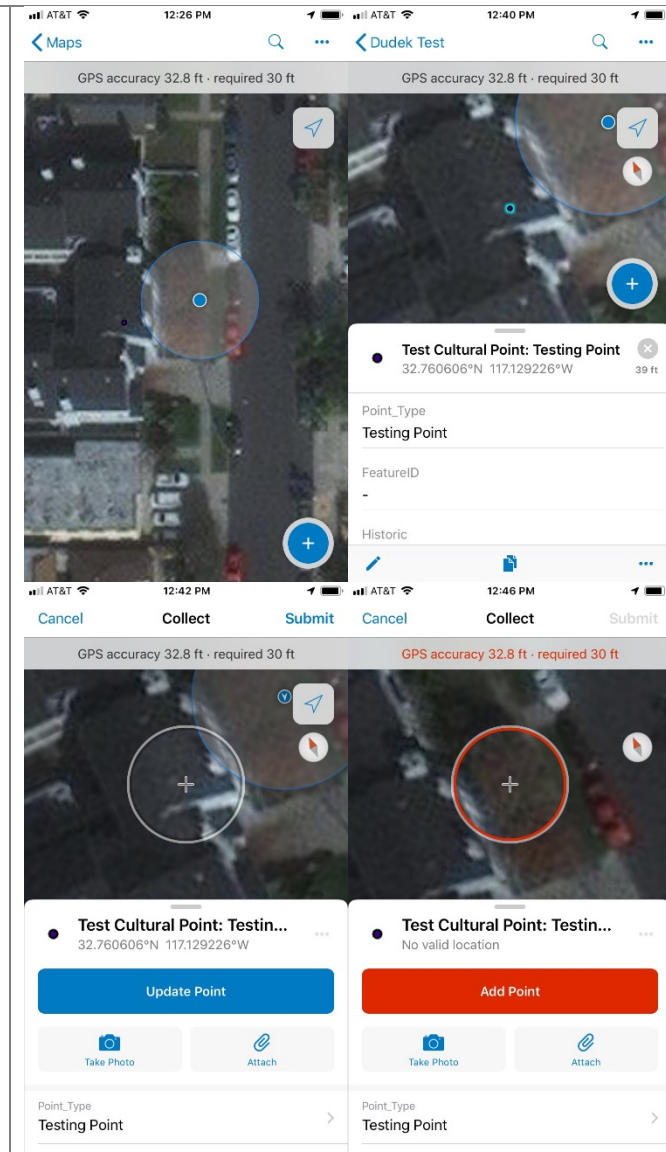 AT&T 12:26 PM
Maps
GPS accuracy 32.8 ft · required 30 ft
AT&T 12:40 PM
Dudek Test
GPS accuracy 32.8 ft · required 30 ft
Test Cultural Point: Testing Point
32.760606°N 117.129226°W
39 ft
Point_Type
Testing Point
FeatureID
-
Historic
AT&T 12:42 PM
Cancel Collect Submit
GPS accuracy 32.8 ft · required 30 ft
Test Cultural Point: Testin...
32.760606°N 117.129226°W
Update Point
Take Photo Attach
Point_Type
Testing Point
AT&T 12:46 PM
Cancel Collect Submit
GPS accuracy 32.8 ft · required 30 ft
Test Cultural Point: Testin...
No valid location
Add Point
Take Photo Attach
Point_Type
Testing Point